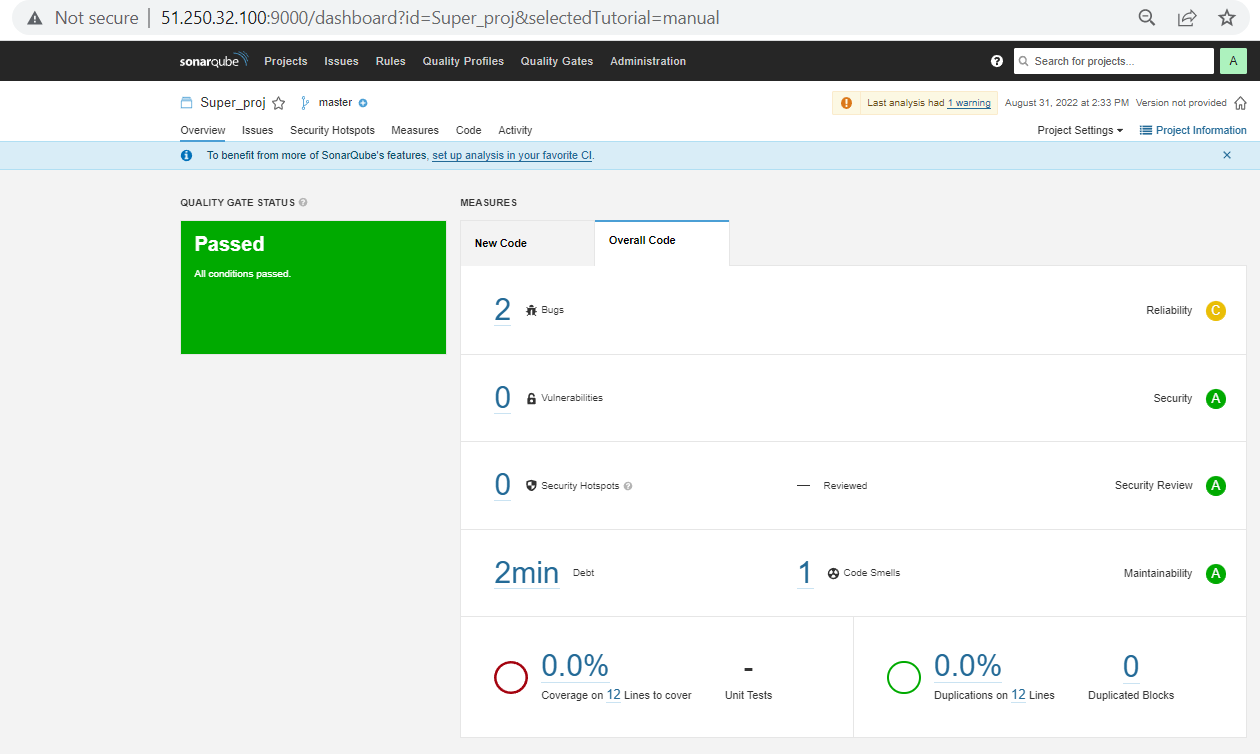 Not secure 51.250.32.100:9000/dashboard?id=Super_proj&selectedTutorial=manual
sonarqube Projects Issues Rules Quality Profiles Quality Gates Administration ? Search for projects... A
Super_proj master Last analysis had 1 warning August 31, 2022 at 2:33 PM Version not provided
Overview Issues Security Hotspots Measures Code Activity Project Settings Project Information
To benefit from more of SonarQube's features, set up analysis in your favorite CI.
QUALITY GATE STATUS ? MEASURES
Passed
All conditions passed.
New Code Overall Code
2 Bugs Reliability C
0 Vulnerabilities Security A
0 Security Hotspots ? — Reviewed Security Review A
2min Debt 1 Code Smells Maintainability A
0.0% - 0.0% 0
Coverage on 12 Lines to cover Unit Tests Duplications on 12 Lines Duplicated Blocks